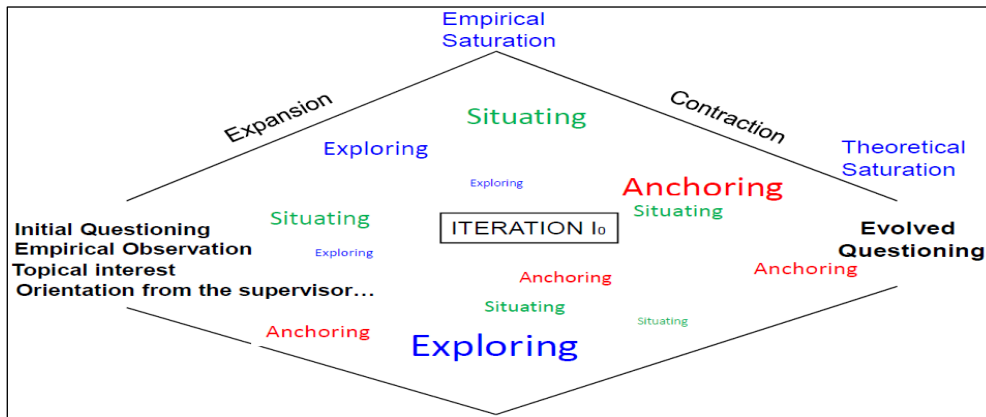 Empirical
Saturation
Expansion
Contraction
Situating
Exploring
Theoretical
Saturation
Exploring
Anchoring
Situating
Situating
Initial Questioning
Empirical Observation
Topical interest
Orientation from the supervisor...
ITERATION I₀
Evolved
Questioning
Exploring
Anchoring
Anchoring
Situating
Situating
Anchoring
Exploring